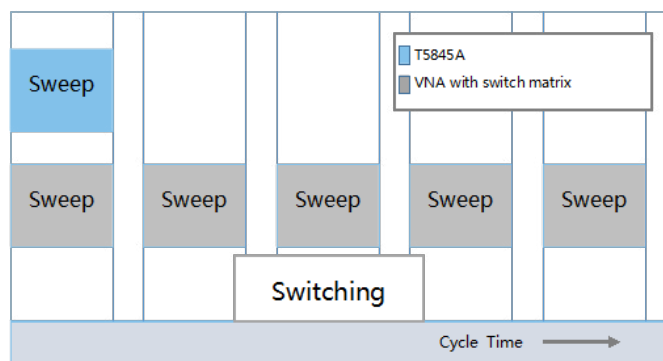 T5845A
VNA with switch matrix
Sweep
Sweep
Sweep
Sweep
Sweep
Sweep
Switching
Cycle Time